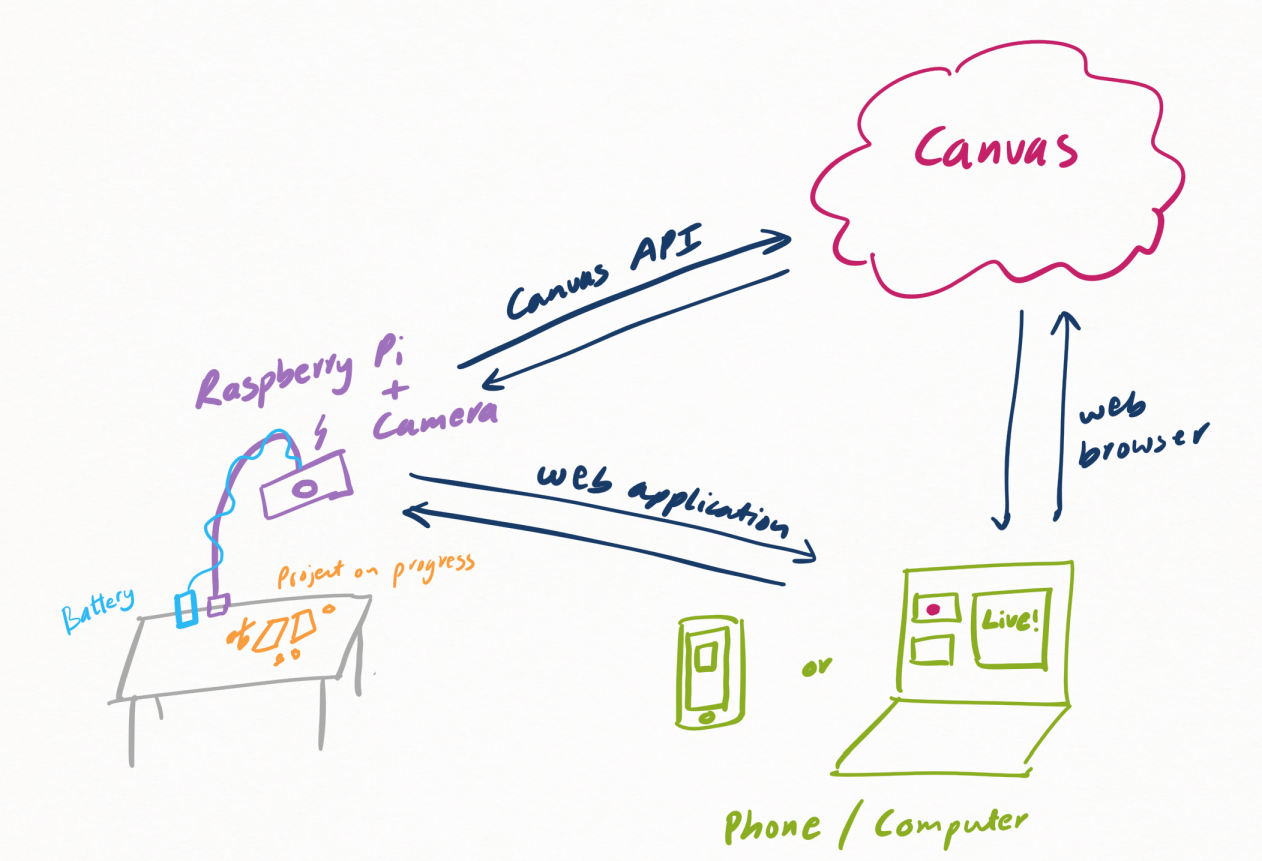 Canvas
Canvas API
Raspberry Pi
+
Camera
web
browser
web application
Project on progress
Battery
Live!
or
Phone / Computer